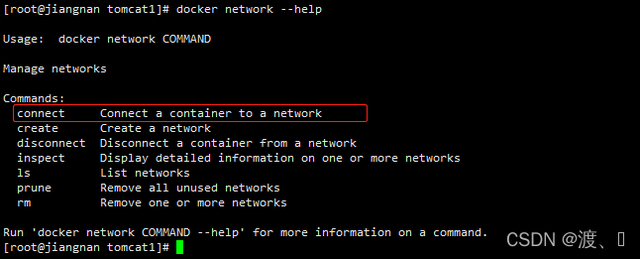 [root@jiangnan tomcat1]# docker network --help
Usage:  docker network COMMAND
Manage networks
Commands:
  connect     Connect a container to a network
  create      Create a network
  disconnect  Disconnect a container from a network
  inspect     Display detailed information on one or more networks
  ls          List networks
  prune       Remove all unused networks
  rm          Remove one or more networks
Run 'docker network COMMAND --help' for more information on a command.
[root@jiangnan tomcat1]#
CSDN @渡、